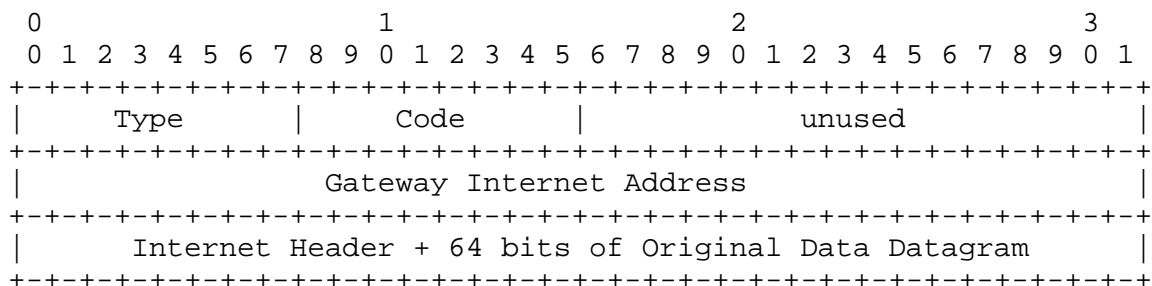 0                   1                   2                   3
 0 1 2 3 4 5 6 7 8 9 0 1 2 3 4 5 6 7 8 9 0 1 2 3 4 5 6 7 8 9 0 1
+-+-+-+-+-+-+-+-+-+-+-+-+-+-+-+-+-+-+-+-+-+-+-+-+-+-+-+-+-+-+-+-+
|     Type      |     Code      |            unused             |
+-+-+-+-+-+-+-+-+-+-+-+-+-+-+-+-+-+-+-+-+-+-+-+-+-+-+-+-+-+-+-+-+
|                 Gateway Internet Address                      |
+-+-+-+-+-+-+-+-+-+-+-+-+-+-+-+-+-+-+-+-+-+-+-+-+-+-+-+-+-+-+-+-+
|      Internet Header + 64 bits of Original Data Datagram      |
+-+-+-+-+-+-+-+-+-+-+-+-+-+-+-+-+-+-+-+-+-+-+-+-+-+-+-+-+-+-+-+-+